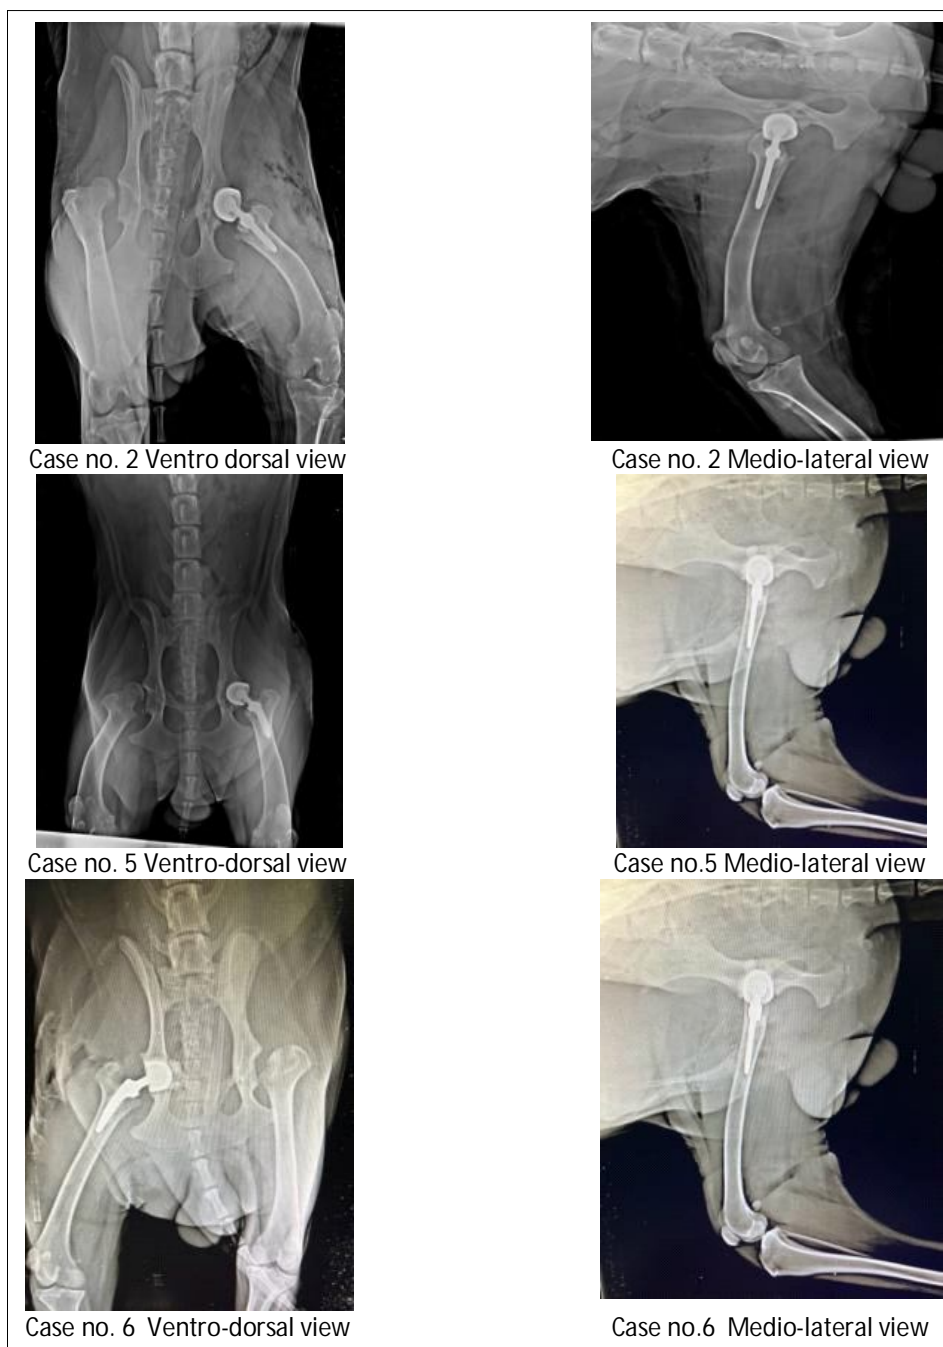 Case no. 2 Ventro dorsal view
Case no. 2 Medio-lateral view
Case no. 5 Ventro-dorsal view
Case no.5 Medio-lateral view
Case no. 6 Ventro-dorsal view
Case no.6 Medio-lateral view